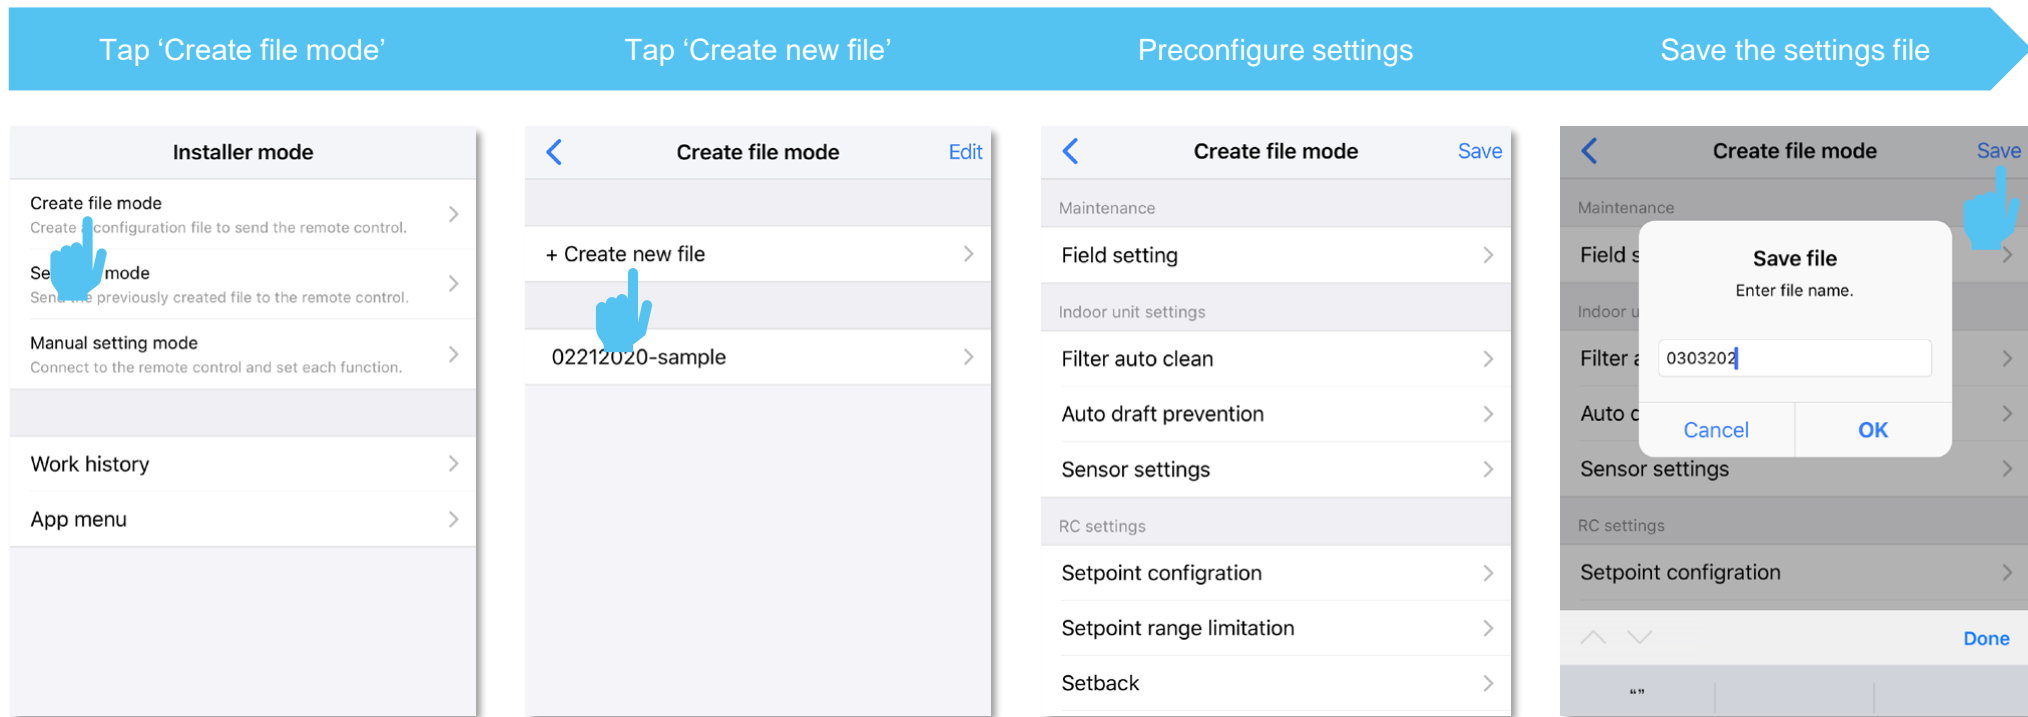 Tap ‘Create file mode’
Tap ‘Create new file’
Preconfigure settings
Save the settings file
Installer mode
Create file mode
Create configuration file to send the remote control.
mode
Send previously created file to the remote control.
Manual setting mode
Connect to the remote control and set each function.
Work history
App menu
Create file mode
Edit
+ Create new file
02212020-sample
Create file mode
Save
Maintenance
Field setting
Indoor unit settings
Filter auto clean
Auto draft prevention
Sensor settings
RC settings
Setpoint configration
Setpoint range limitation
Setback
Create file mode
Save
Maintenance
Field s
Save file
Enter file name.
Indoor u
Filter a
0303202
Auto d
Cancel
OK
Sensor settings
RC settings
Setpoint configration
Done
“”